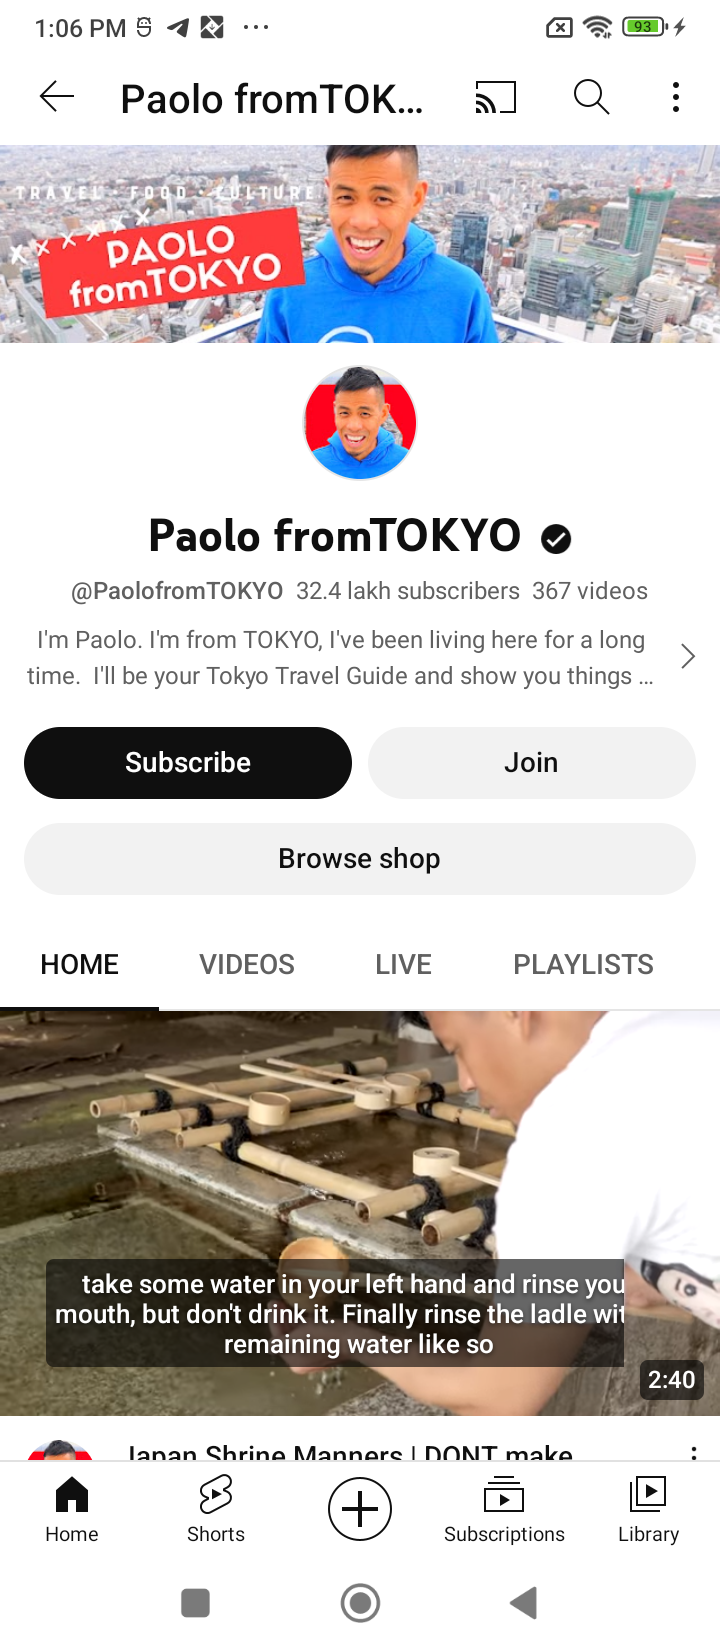 1:06 PM
93
Paolo fromTOK...
TRAVEL · FOOD · CULTURE
X X X X X X
PAOLO
fromTOKYO
Paolo fromTOKYO
@PaolofromTOKYO 32.4 lakh subscribers 367 videos
I'm Paolo. I'm from TOKYO, I've been living here for a long
time. I'll be your Tokyo Travel Guide and show you things ...
Subscribe
Join
Browse shop
HOME
VIDEOS
LIVE
PLAYLISTS
take some water in your left hand and rinse you
mouth, but don't drink it. Finally rinse the ladle wit
remaining water like so
2:40
Japan Shrine Manners | DONT make
Home
Shorts
Subscriptions
Library